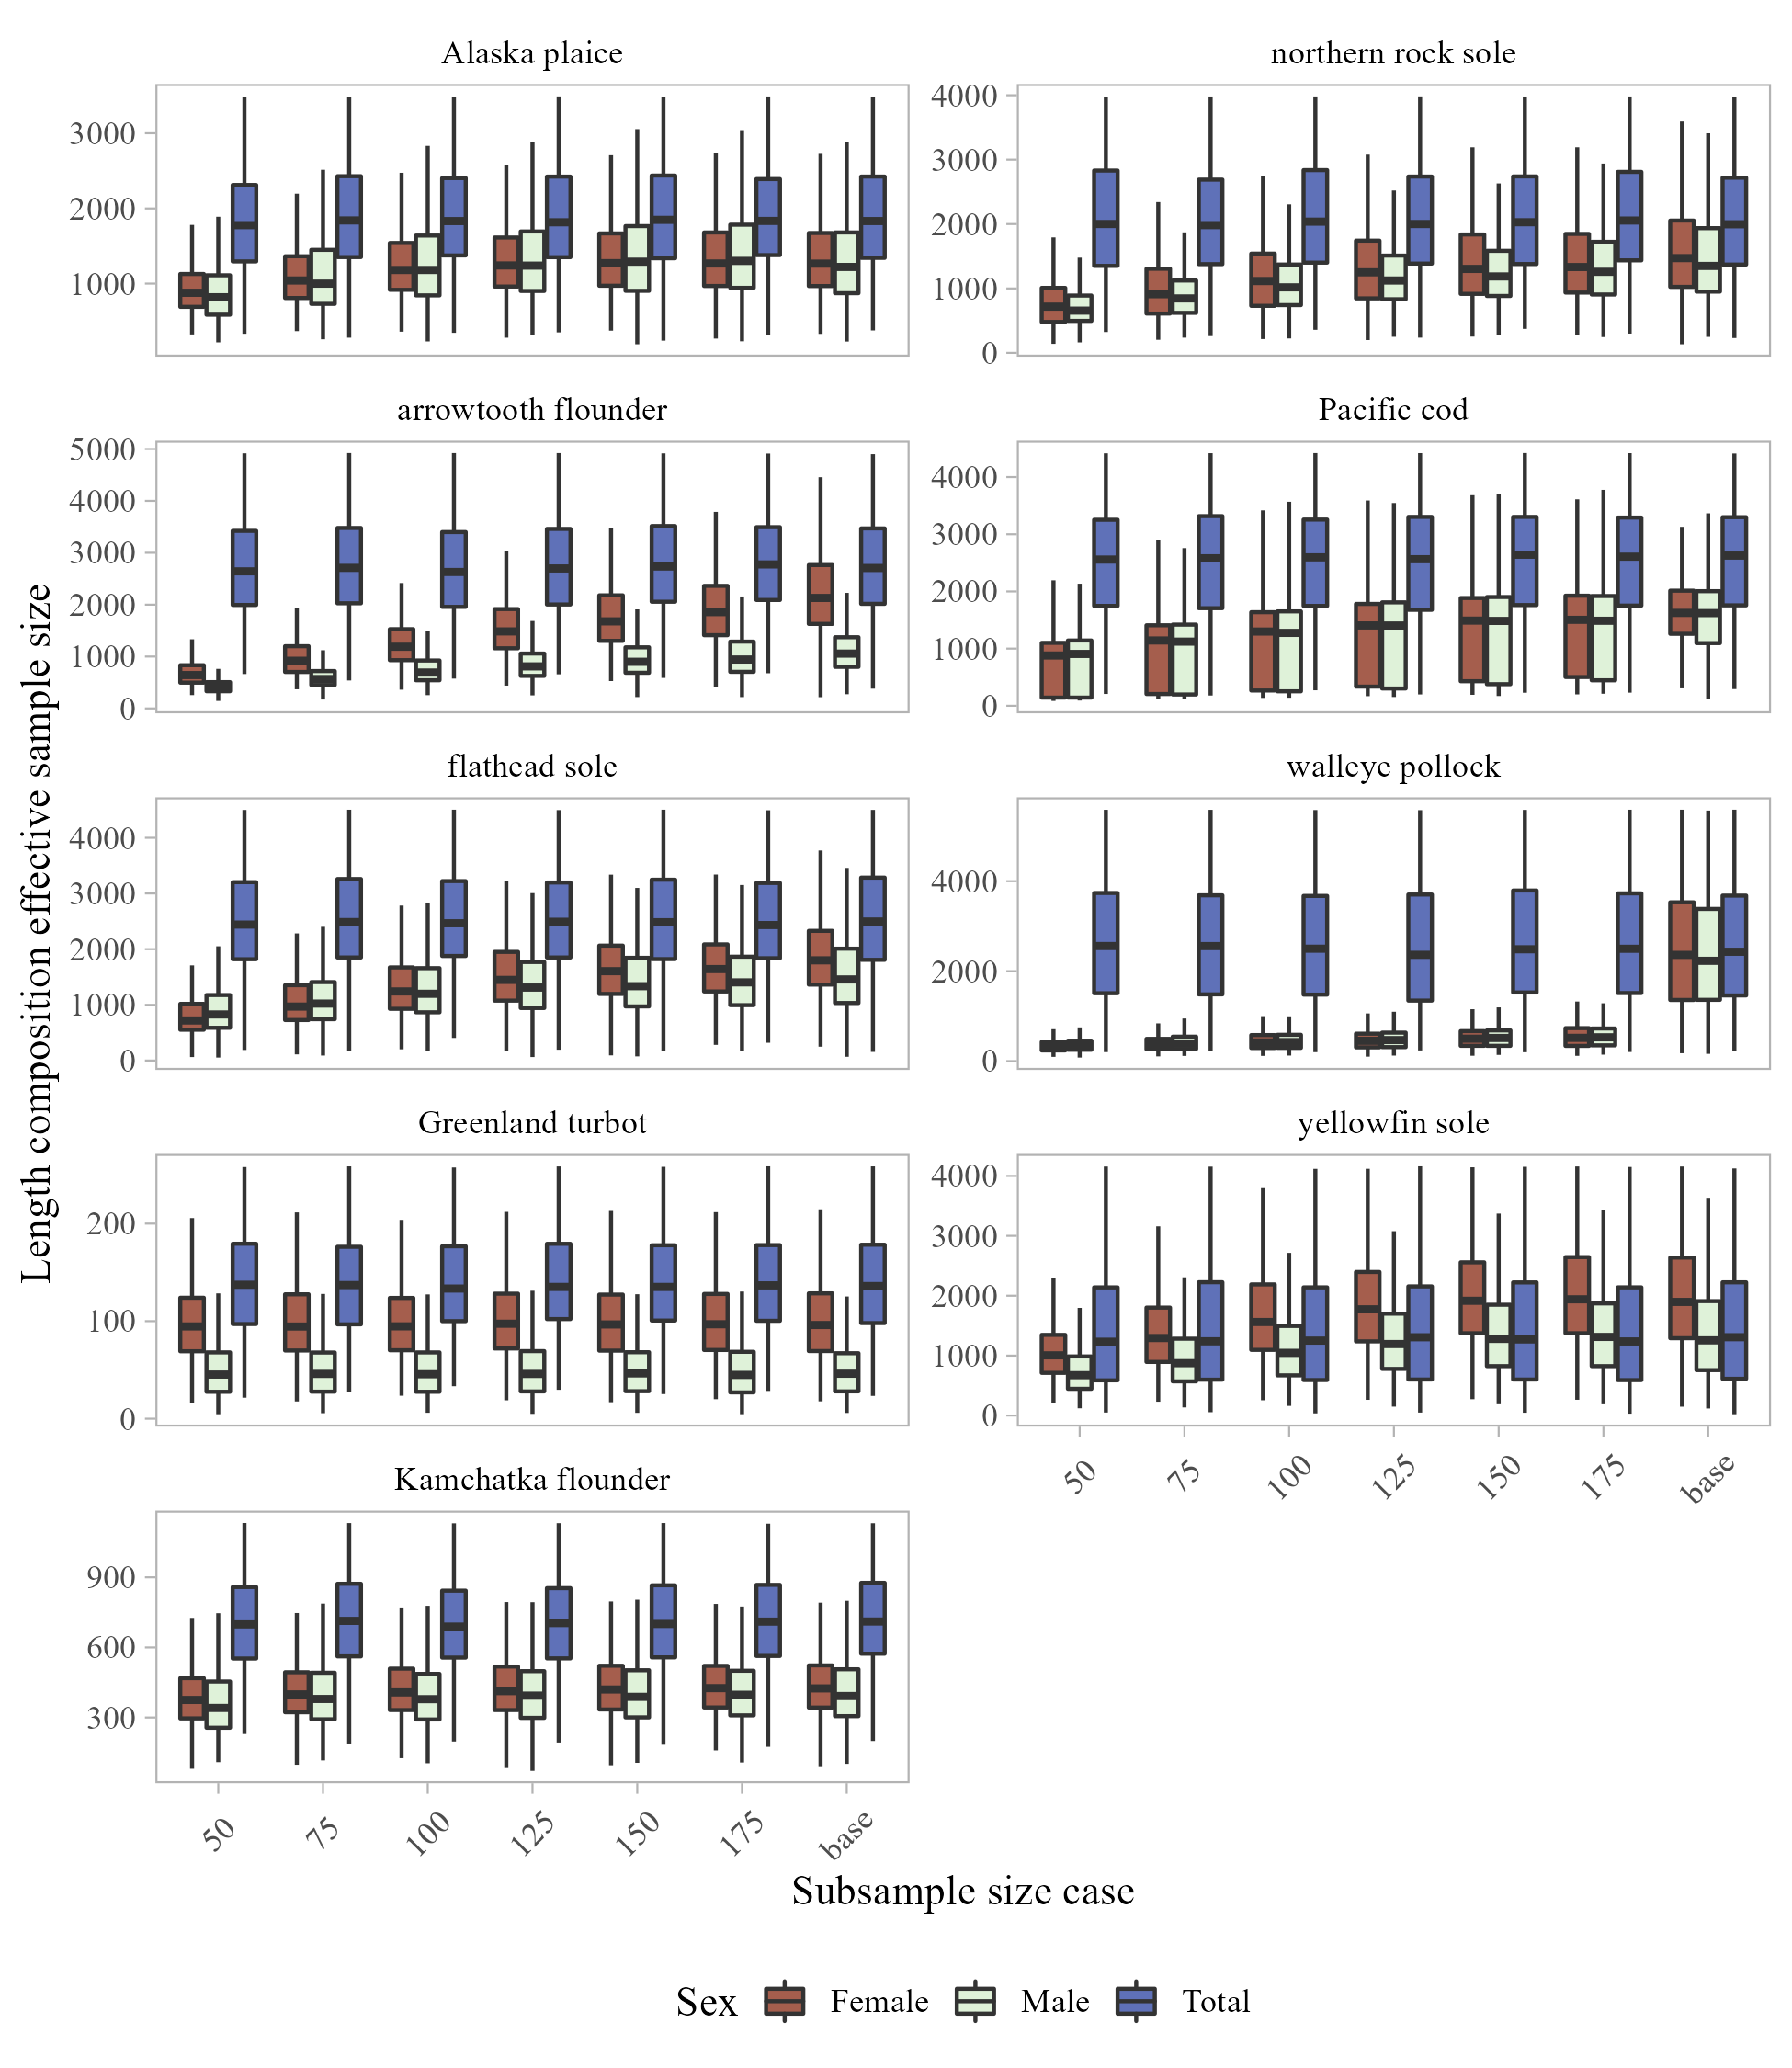 Alaska plaice
northern rock sole
3000
2000
1000
4000
3000
2000
1000
0
arrowtooth flounder
Pacific cod
5000
4000
3000
2000
1000
0
4000
3000
2000
1000
0
flathead sole
walleye pollock
4000
3000
2000
1000
0
4000
2000
0
Length composition effective sample size
Greenland turbot
yellowfin sole
200
100
0
4000
3000
2000
1000
0
50 75 100 125 150 175 base
Kamchatka flounder
900
600
300
50 75 100 125 150 175 base
Subsample size case
Sex Female Male Total